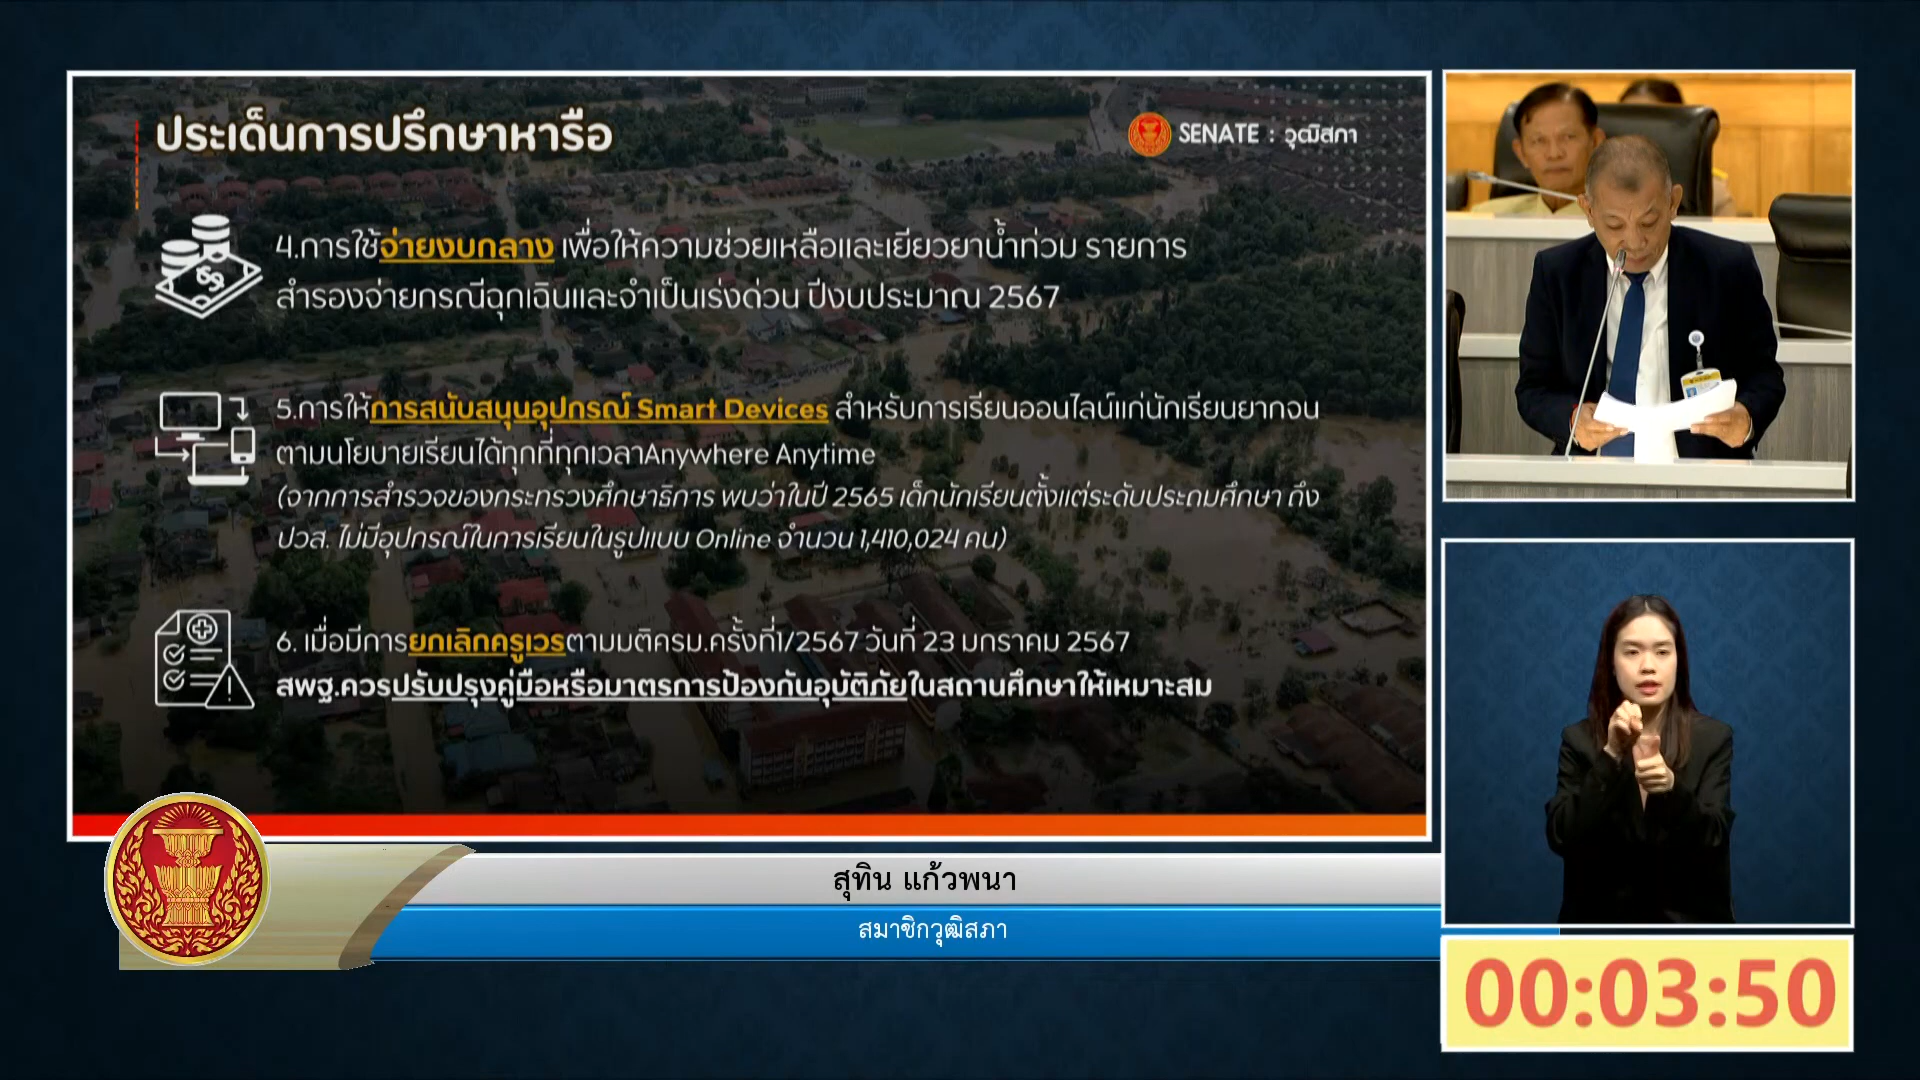 ประเด็นการปรึกษาหารือ
SENATE : วุฒิสภา
4.การใช้จ่ายงบกลาง เพื่อให้ความช่วยเหลือและเยียวยาน้ำท่วม รายการ
สำรองจ่ายกรณีฉุกเฉินและจำเป็นเร่งด่วน ปีงบประมาณ 2567
5.การให้การสนับสนุนอุปกรณ์ Smart Devices สำหรับการเรียนออนไลน์แก่นักเรียนยากจน
ตามนโยบายเรียนได้ทุกที่ทุกเวลาAnywhere Anytime
(จากการสำรวจของกระทรวงศึกษาธิการ พบว่าในปี 2565 เด็กนักเรียนตั้งแต่ระดับประถมศึกษา ถึง
ปวส. ไม่มีอุปกรณ์ในการเรียนในรูปแบบ Online จำนวน 1,410,024 คน)
6. เมื่อมีการยกเลิกครูเวรตามมติครม.ครั้งที่1/2567 วันที่ 23 มกราคม 2567
สพฐ.ควรปรับปรุงคู่มือหรือมาตรการป้องกันอุบัติภัยในสถานศึกษาให้เหมาะสม
สุทิน แก้วพนา
สมาชิกวุฒิสภา
00:03:50